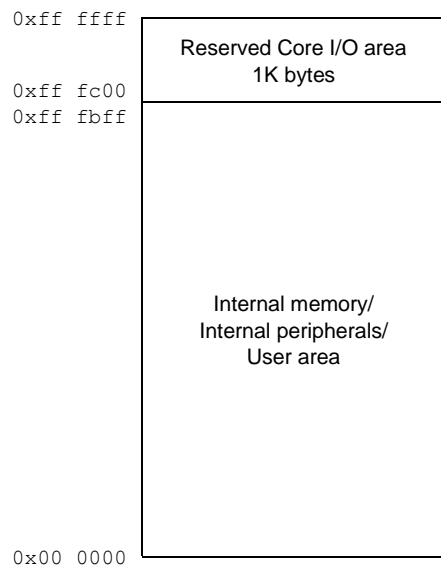 0xff ffff
Reserved Core I/O area
1K bytes
0xff fc00
0xff fbff
Internal memory/
Internal peripherals/
User area
0x00 0000